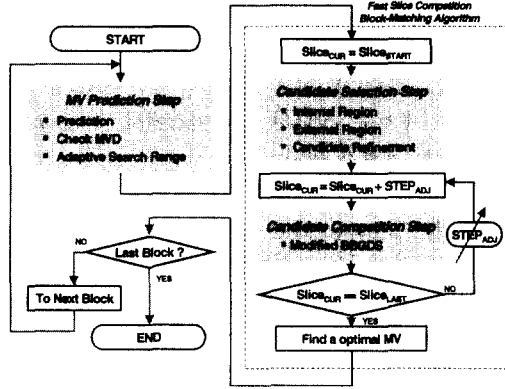 Fast Slice Competition
Block-Matching Algorithm
START
MV Prediction Step
Prediction
Check MVD
Adaptive Search Range
Last Block ?
NO
YES
To Next Block
END
Slice_CUR = Slice_START
Candidate Selection Step
Internal Region
External Region
Candidate Refinement
Slice_CUR = Slice_CUR + STEP_ADJ
Candidate Competition Step
Modified BBGDS
STEP_ADJ
Slice_CUR == Slice_LAST
NO
YES
Find a optimal MV